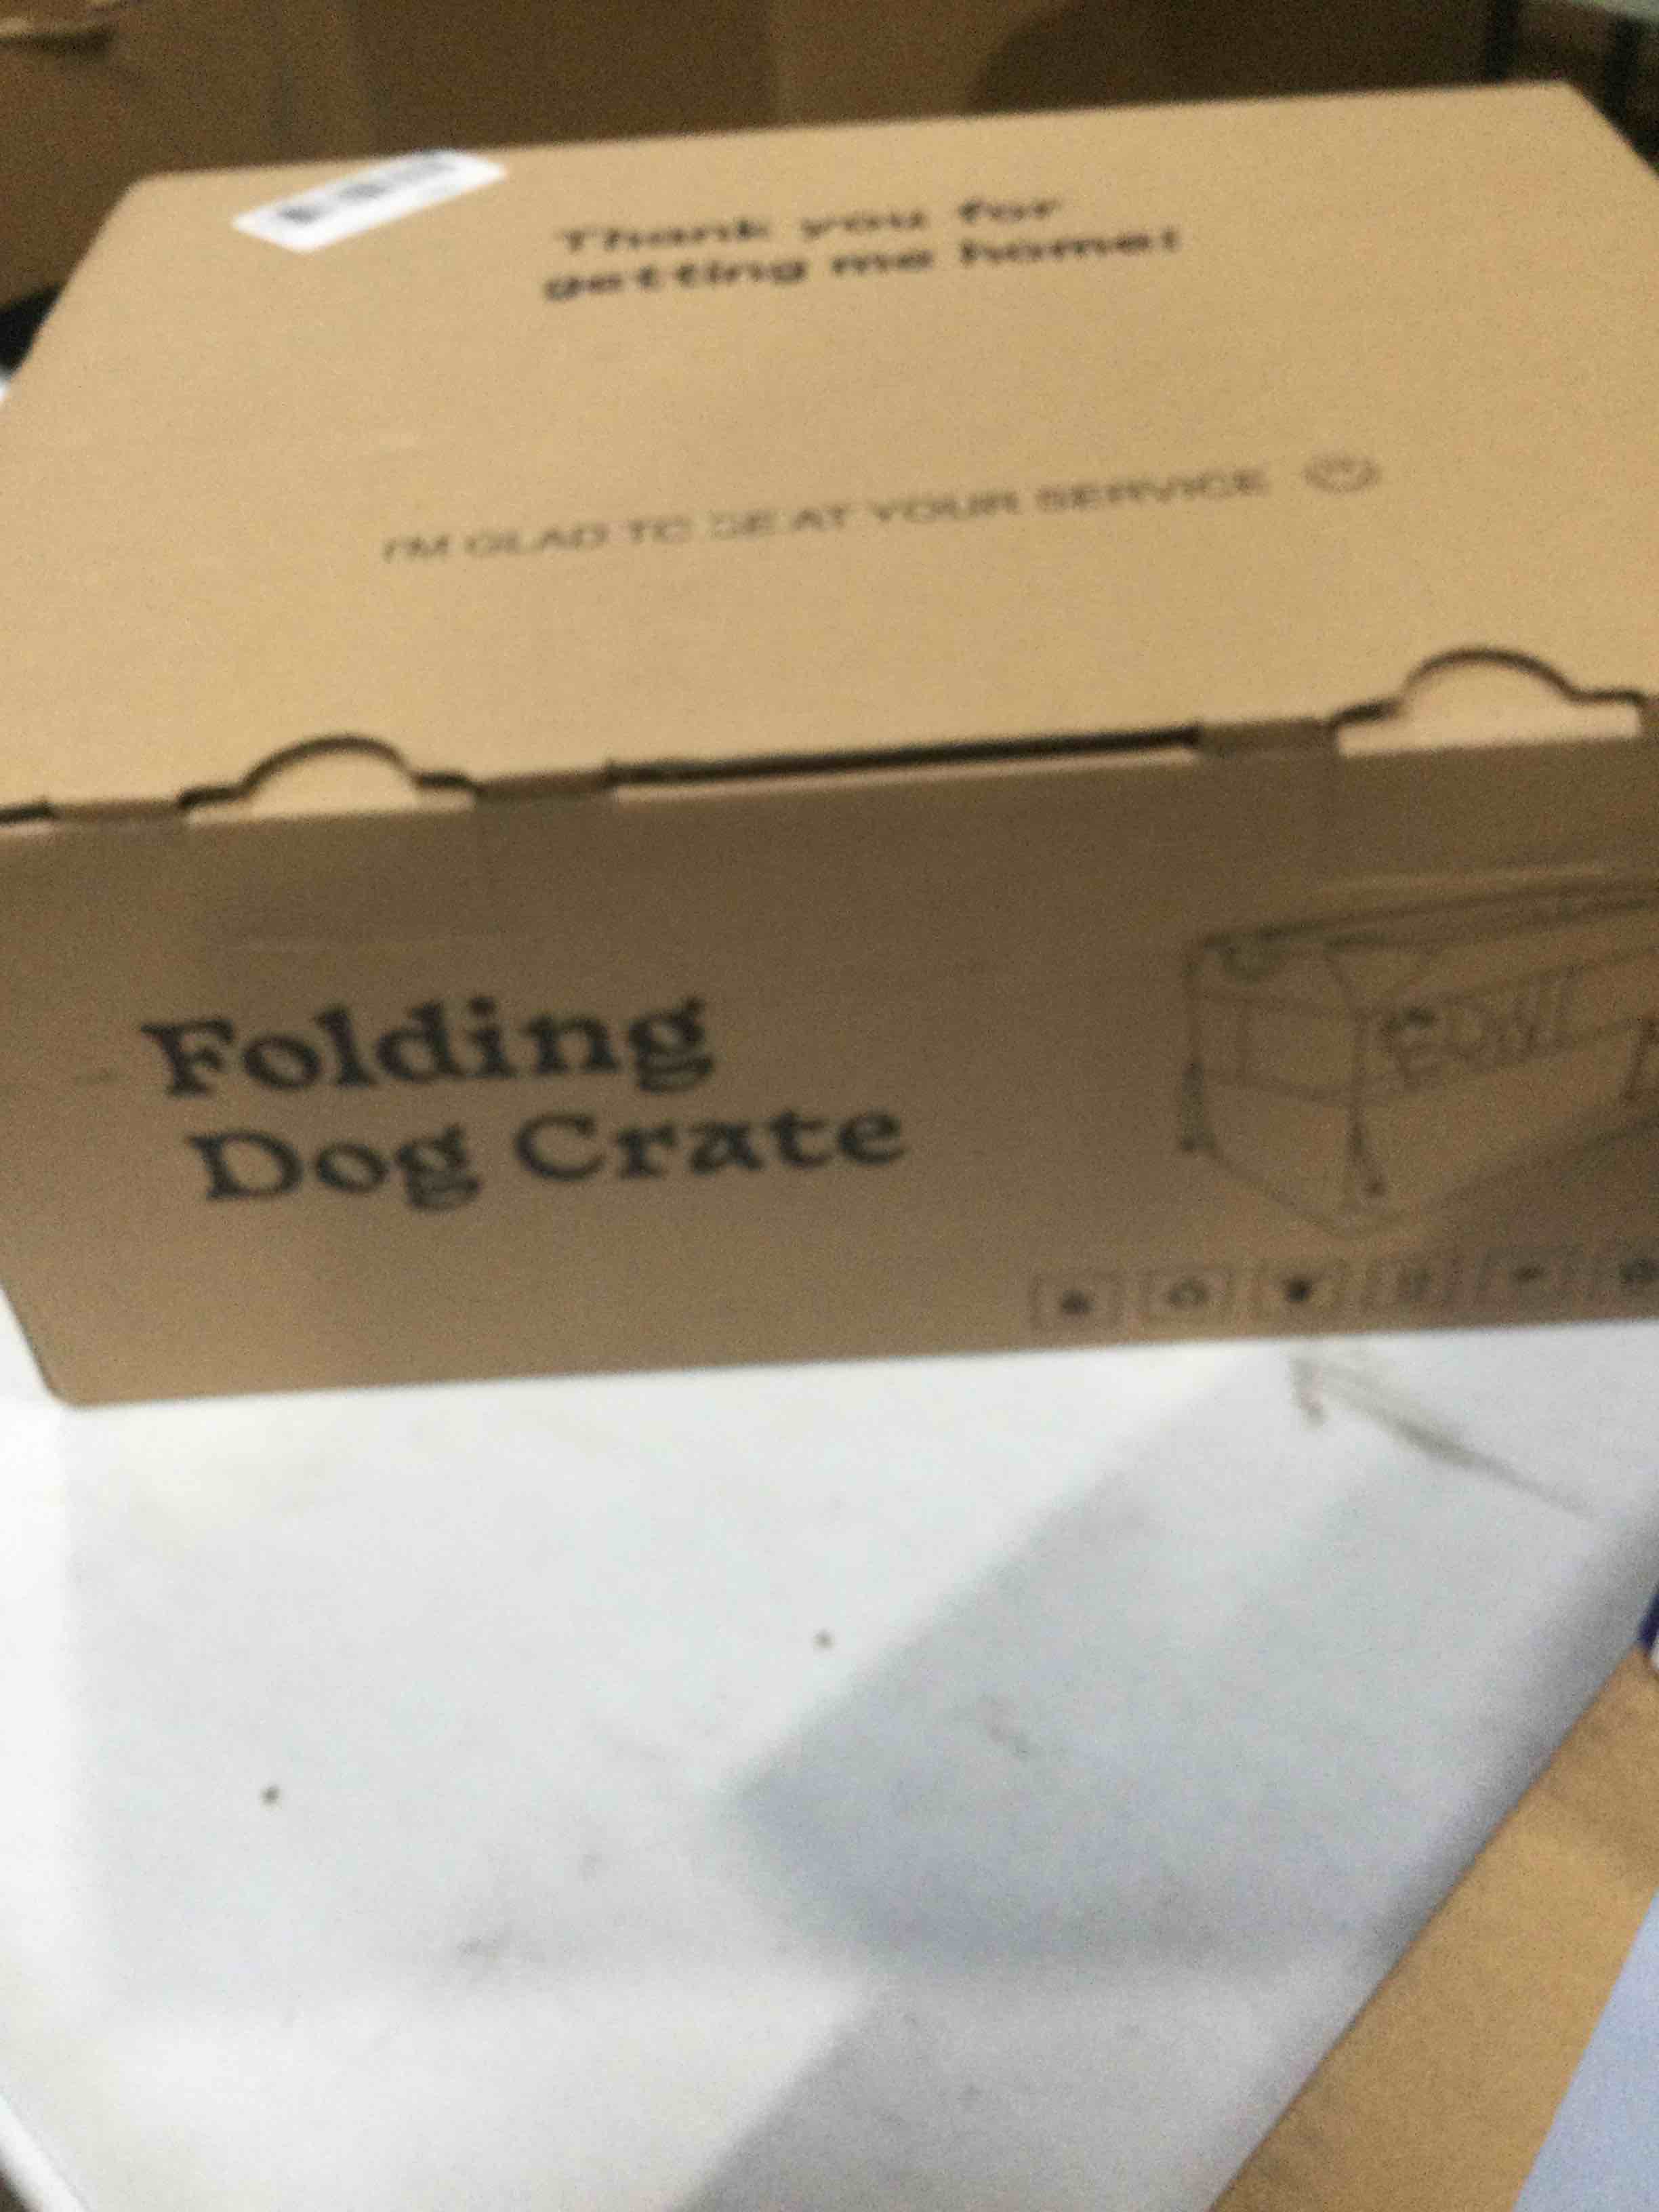 Thank you for
getting me home!
I'M GLAD TO BE AT YOUR SERVICE
Folding
Dog Crate